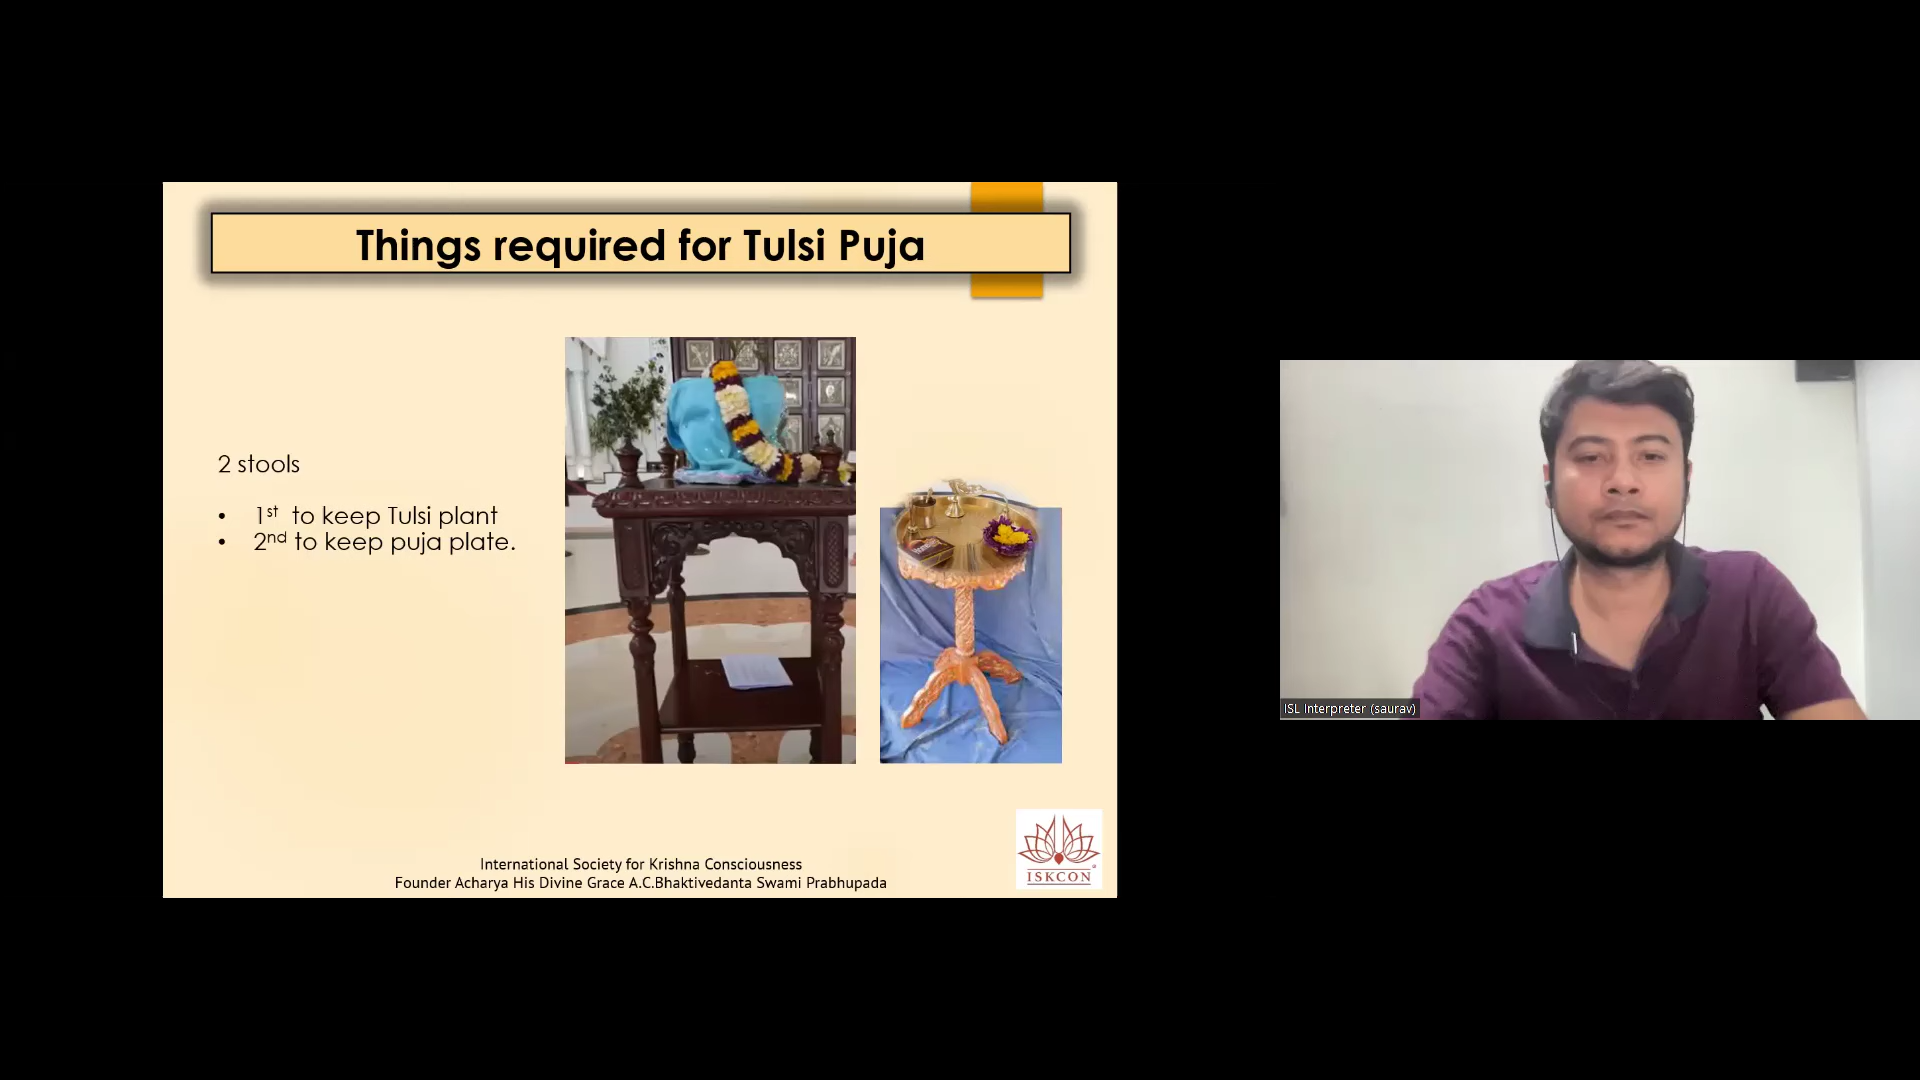 Things required for Tulsi Puja
2 stools
• 1st to keep Tulsi plant
• 2nd to keep puja plate.
International Society for Krishna Consciousness
Founder Acharya His Divine Grace A.C.Bhaktivedanta Swami Prabhupada
ISKCON
ISL Interpreter (saurav)